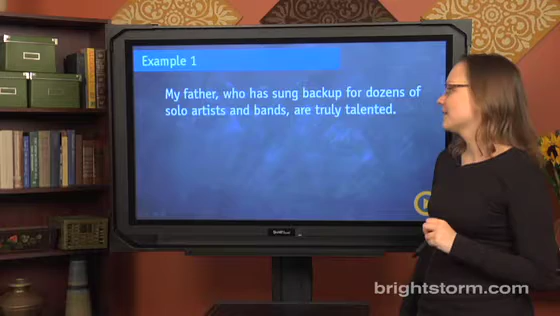 Example 1
My father, who has sung backup for dozens of
solo artists and bands, are truly talented.
brightstorm.com